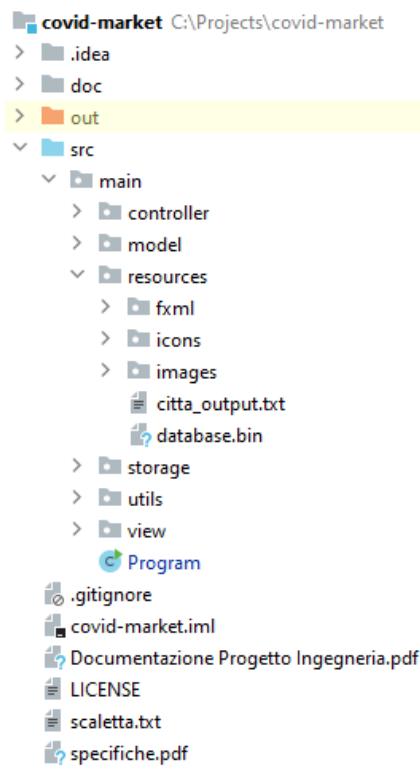 covid-market C:\Projects\covid-market
.idea
doc
out
src
main
controller
model
resources
fxml
icons
images
citta_output.txt
database.bin
storage
utils
view
Program
.gitignore
covid-market.iml
Documentazione Progetto Ingegneria.pdf
LICENSE
scaletta.txt
specifiche.pdf